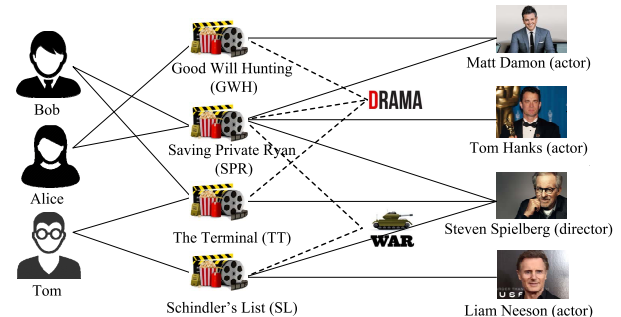 Good Will Hunting
(GWH)
Matt Damon (actor)
Bob
DRAMA
Saving Private Ryan
(SPR)
Tom Hanks (actor)
Alice
The Terminal (TT)
WAR
Steven Spielberg (director)
Tom
Schindler's List (SL)
USF
Liam Neeson (actor)